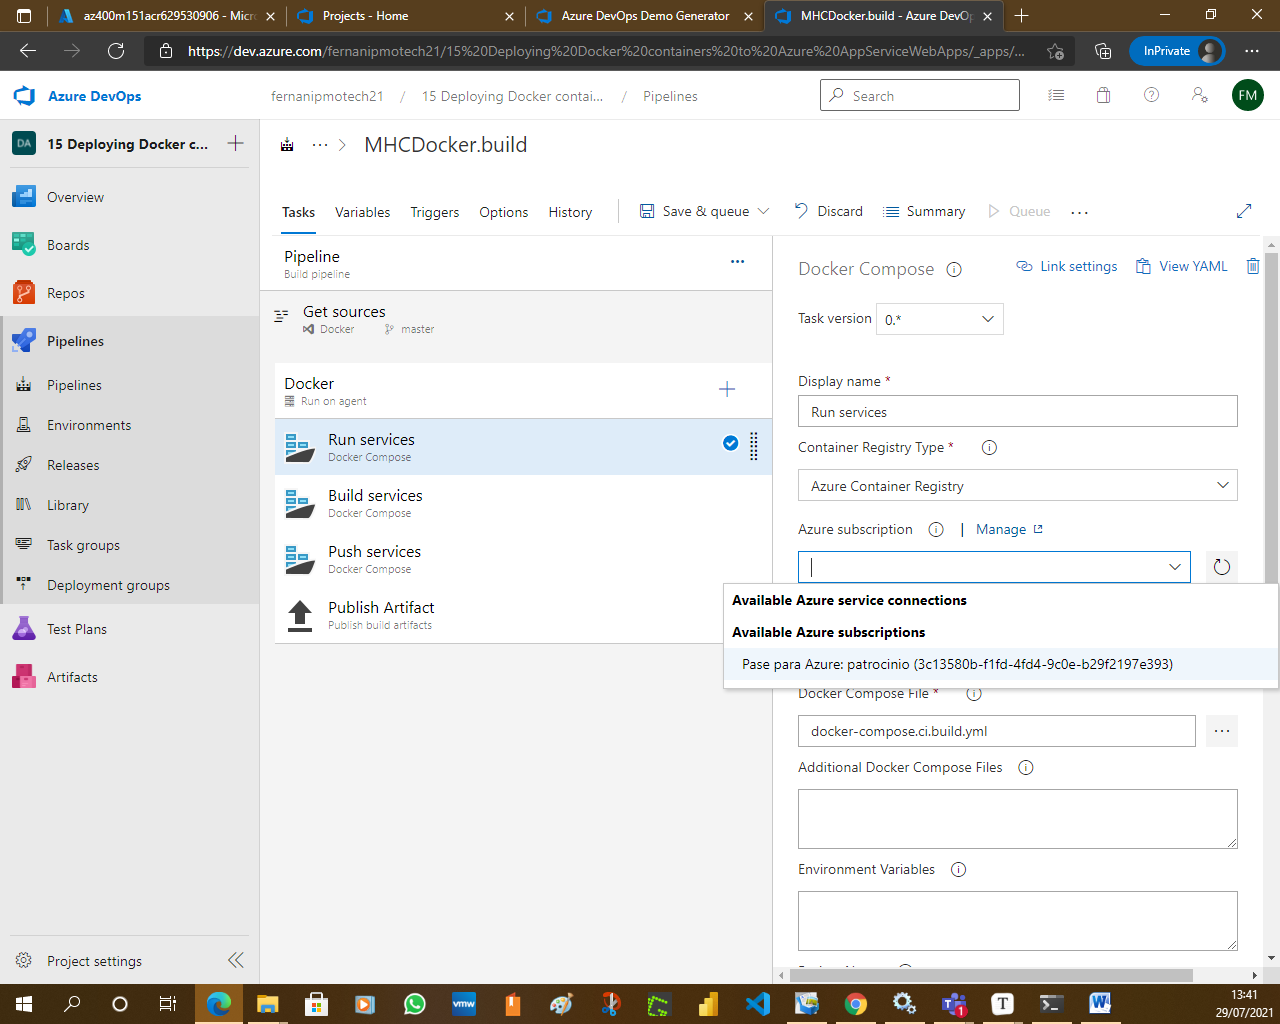 az400m151acr629530906 - Micr
Projects - Home
Azure DevOps Demo Generator
MHCDocker.build - Azure DevOp
https://dev.azure.com/fernanipmotech21/15%20Deploying%20Docker%20containers%20to%20Azure%20AppServiceWebApps/_apps/...
InPrivate
Azure DevOps
fernanipmotech21 / 15 Deploying Docker contai... / Pipelines
Search
FM
DA 15 Deploying Docker c...
MHCDocker.build
Overview
Boards
Repos
Pipelines
Pipelines
Environments
Releases
Library
Task groups
Deployment groups
Test Plans
Artifacts
Project settings
Tasks Variables Triggers Options History Save & queue Discard Summary Queue ...
Pipeline
Build pipeline
Get sources
Docker master
Docker
Run on agent
Run services
Docker Compose
Build services
Docker Compose
Push services
Docker Compose
Publish Artifact
Publish build artifacts
Docker Compose Link settings View YAML
Task version 0.*
Display name *
Run services
Container Registry Type *
Azure Container Registry
Azure subscription | Manage
Available Azure service connections
Available Azure subscriptions
Pase para Azure: patrocinio (3c13580b-f1fd-4fd4-9c0e-b29f2197e393)
Docker Compose File *
docker-compose.ci.build.yml
Additional Docker Compose Files
Environment Variables
vmw
1
T
W
13:41
29/07/2021